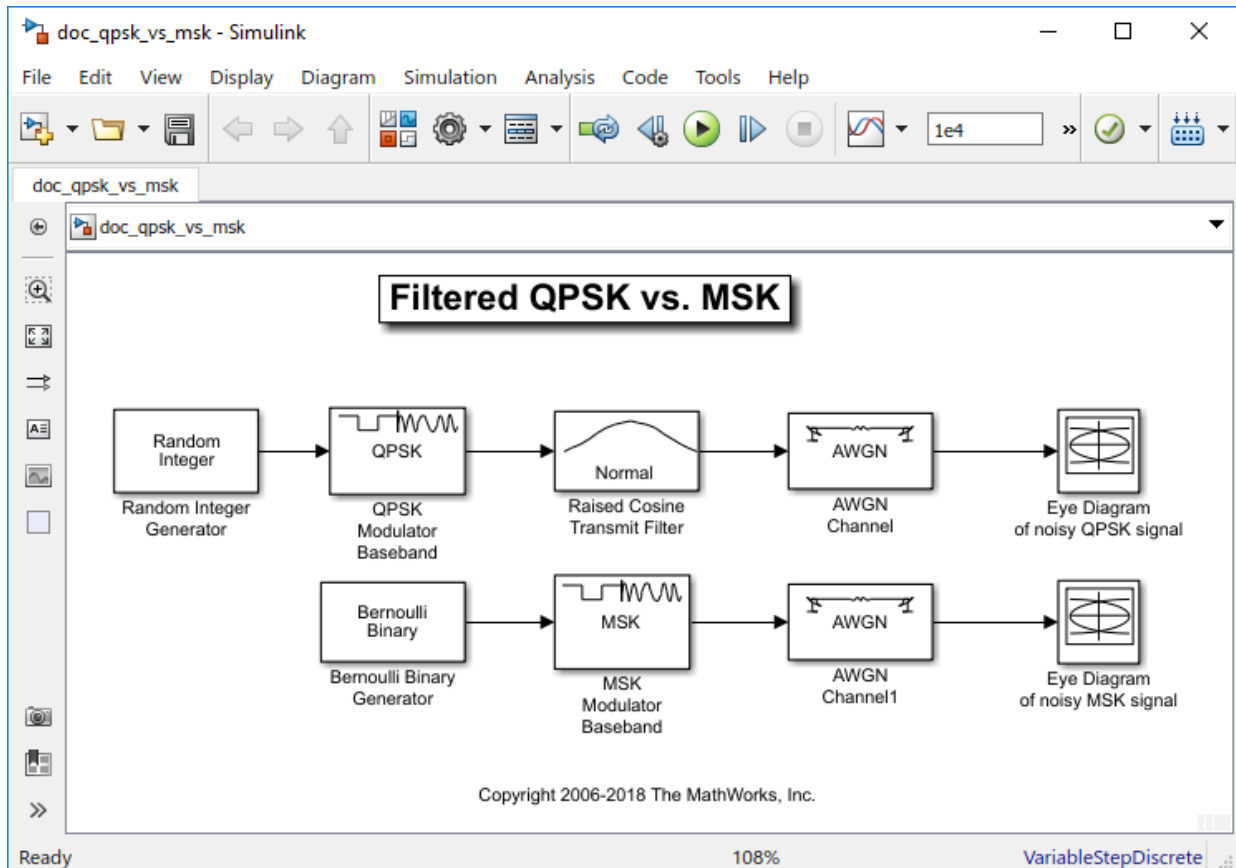 doc_qpsk_vs_msk - Simulink
File Edit View Display Diagram Simulation Analysis Code Tools Help
1e4
doc_qpsk_vs_msk
doc_qpsk_vs_msk
Filtered QPSK vs. MSK
Random
Integer
Random Integer
Generator
QPSK
QPSK
Modulator
Baseband
Normal
Raised Cosine
Transmit Filter
AWGN
AWGN
Channel
Eye Diagram
of noisy QPSK signal
Bernoulli
Binary
Bernoulli Binary
Generator
MSK
MSK
Modulator
Baseband
AWGN
AWGN
Channel1
Eye Diagram
of noisy MSK signal
Copyright 2006-2018 The MathWorks, Inc.
Ready 108% VariableStepDiscrete